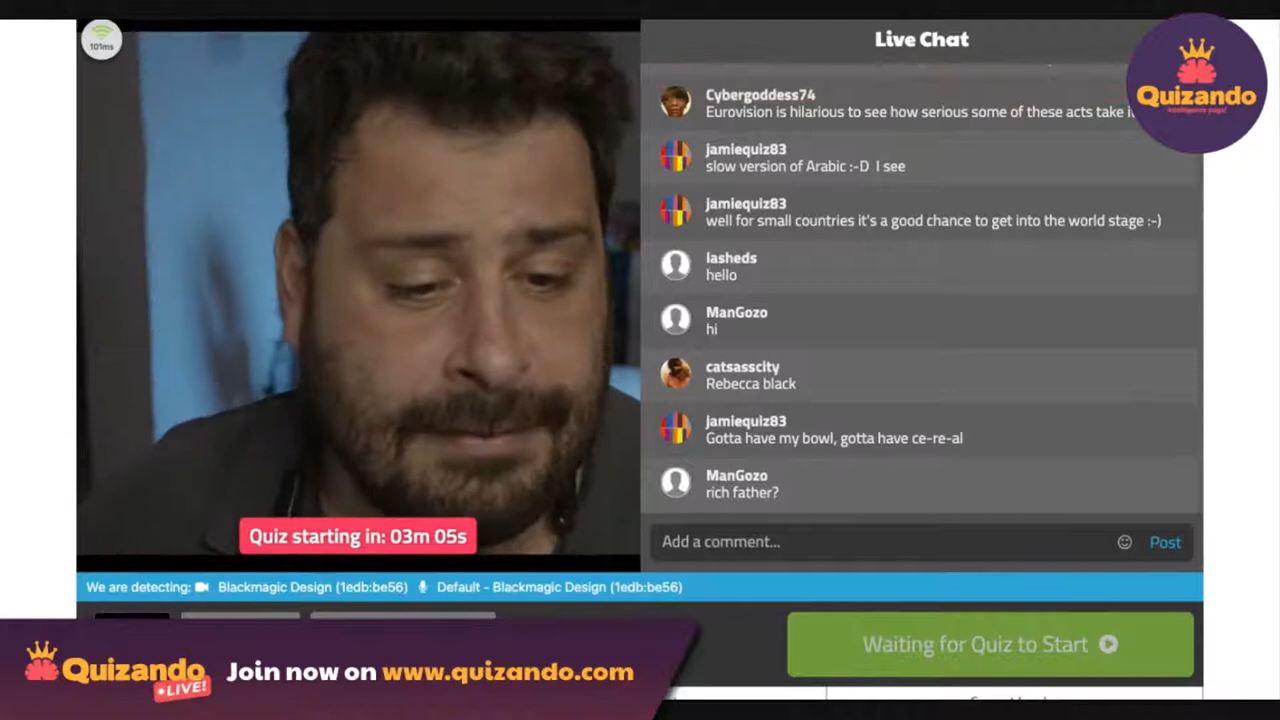 101ms
Live Chat
Quizando
Cybergoddess74
Eurovision is hilarious to see how serious some of these acts take
jamiequiz83
slow version of Arabic :-D I see
jamiequiz83
well for small countries it's a good chance to get into the world stage :-)
lasheds
hello
ManGozo
hi
catsasscity
Rebecca black
jamiequiz83
Gotta have my bowl, gotta have ce-re-al
ManGozo
rich father?
Quiz starting in: 03m 05s
Add a comment...
Post
We are detecting: Blackmagic Design (1edb:be56) Default - Blackmagic Design (1edb:be56)
Waiting for Quiz to Start
Quizando
LIVE!
Join now on www.quizando.com